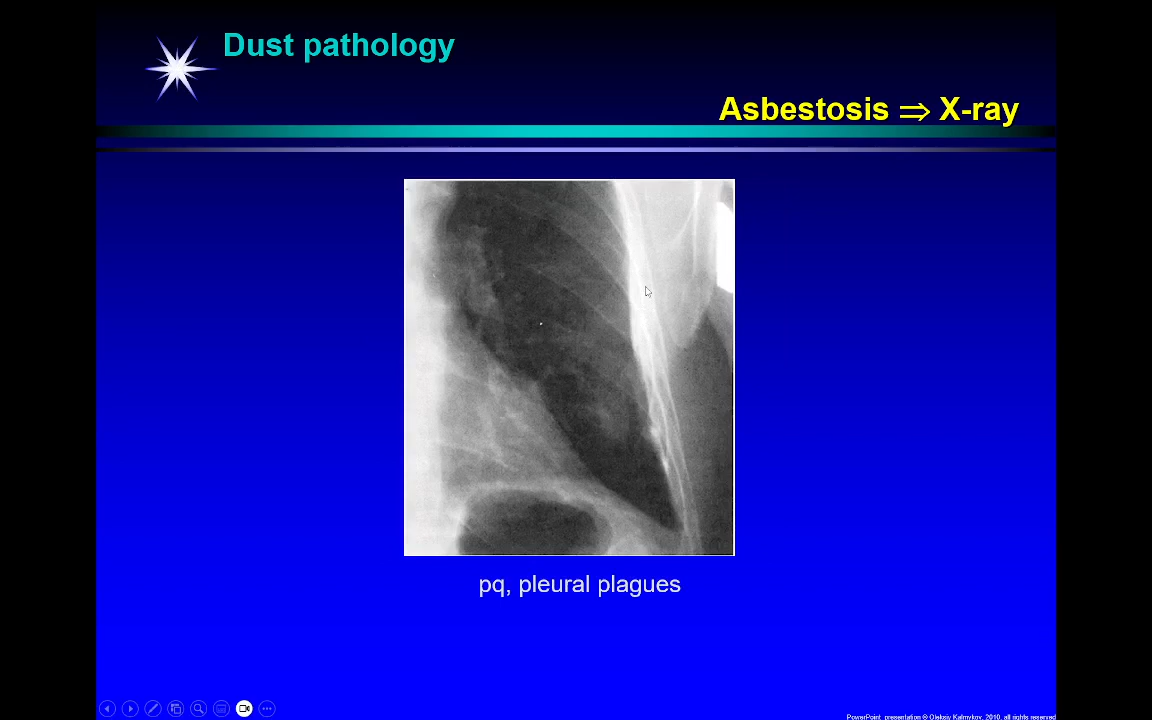 Dust pathology
Asbestosis ⇒ X-ray
pq, pleural plagues
PowerPoint presentation © Oleksiy Kalmykov, 2010, all rights reserved